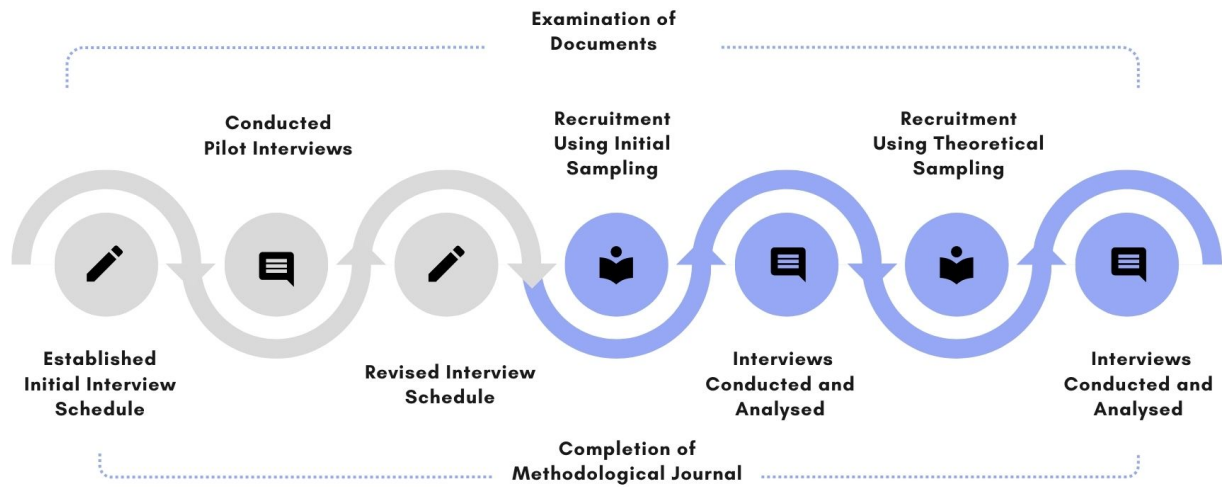 Examination of
Documents
Conducted
Pilot Interviews
Recruitment
Using Initial
Sampling
Recruitment
Using Theoretical
Sampling
Established
Initial Interview
Schedule
Revised Interview
Schedule
Interviews
Conducted and
Analysed
Interviews
Conducted and
Analysed
Completion of
Methodological Journal